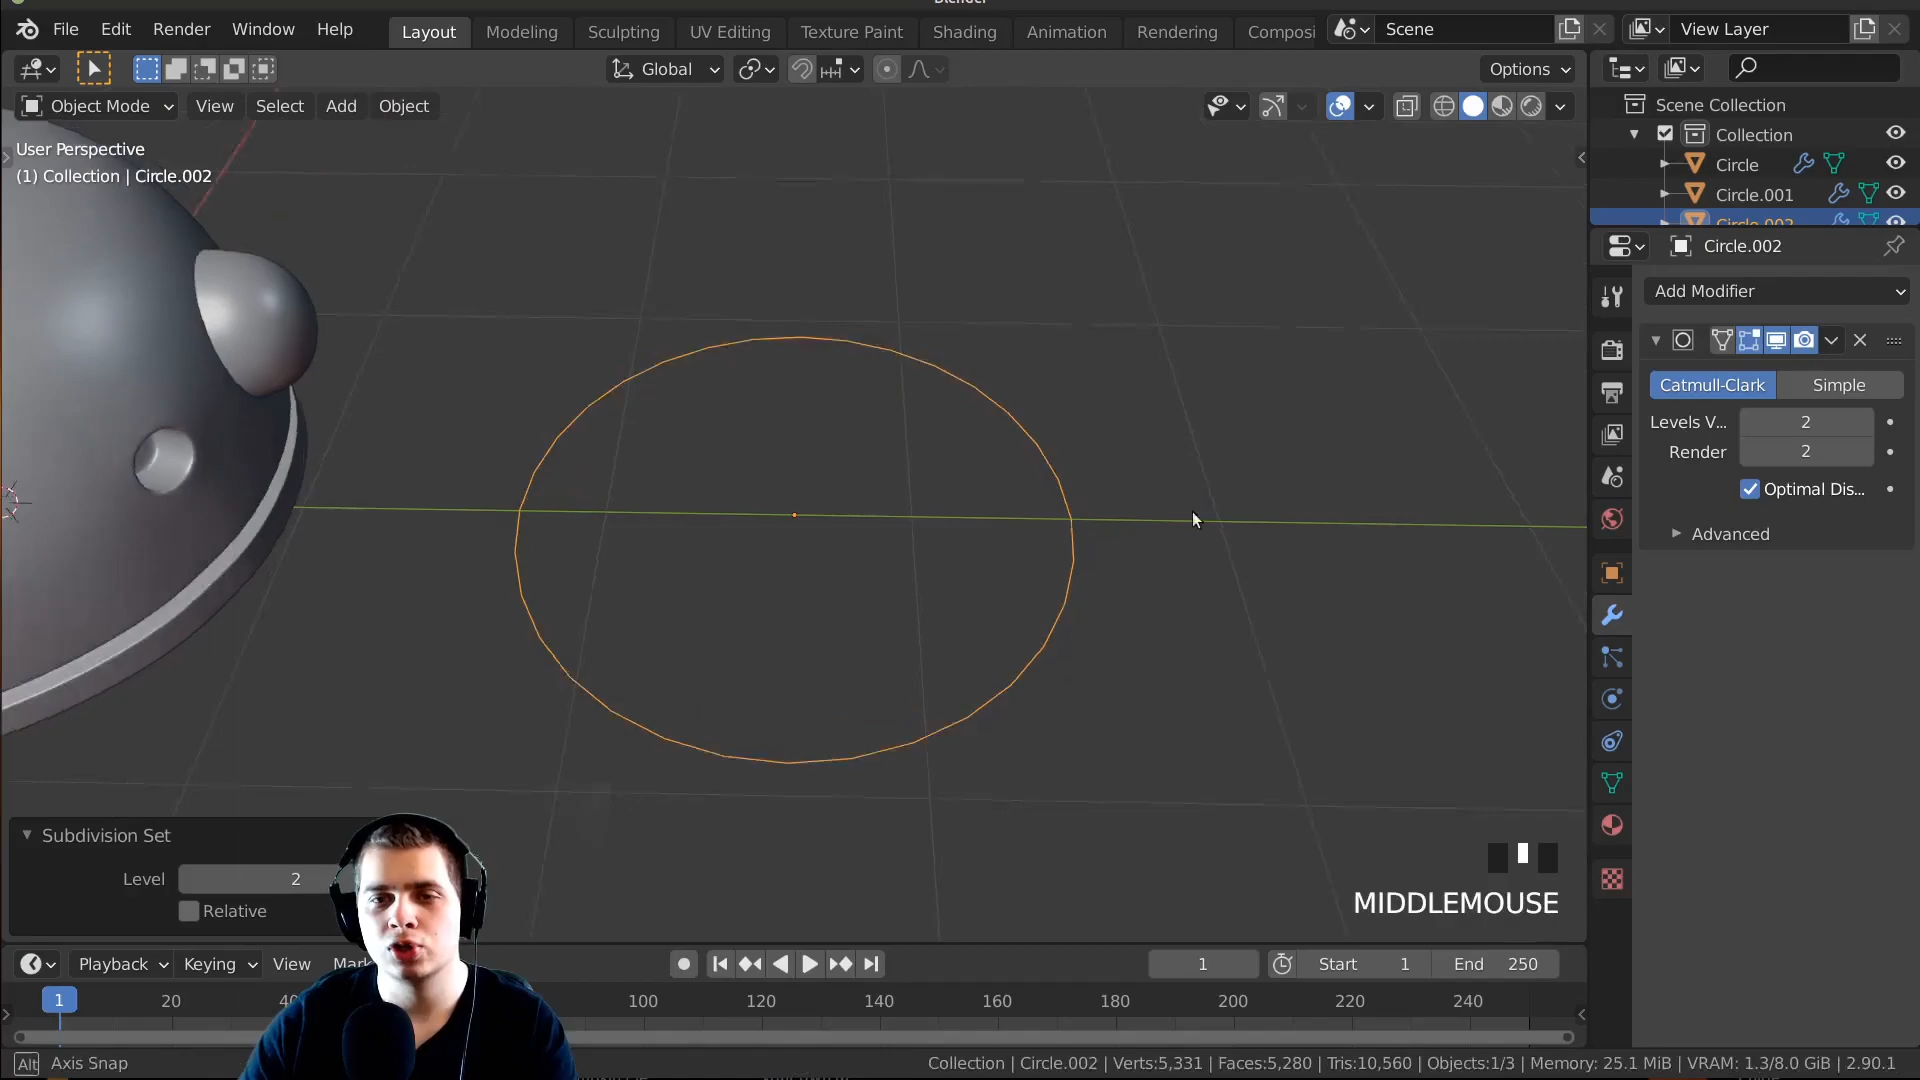 Blender
File Edit Render Window Help Layout Modeling Sculpting UV Editing Texture Paint Shading Animation Rendering Composi Scene View Layer
Global Options
Object Mode View Select Add Object
User Perspective
(1) Collection | Circle.002
Scene Collection
Collection
Circle
Circle.001
Circle.002
Circle.002
Add Modifier
Catmull-Clark Simple
Levels V... 2
Render 2
Optimal Dis...
Advanced
Subdivision Set
Level 2
Relative
MIDDLEMOUSE
Playback Keying View Mark 1 Start 1 End 250
1 20 40 100 120 140 160 180 200 220 240
Alt Axis Snap
Collection | Circle.002 | Verts:5,331 | Faces:5,280 | Tris:10,560 | Objects:1/3 | Memory: 25.1 MiB | VRAM: 1.3/8.0 GiB | 2.90.1